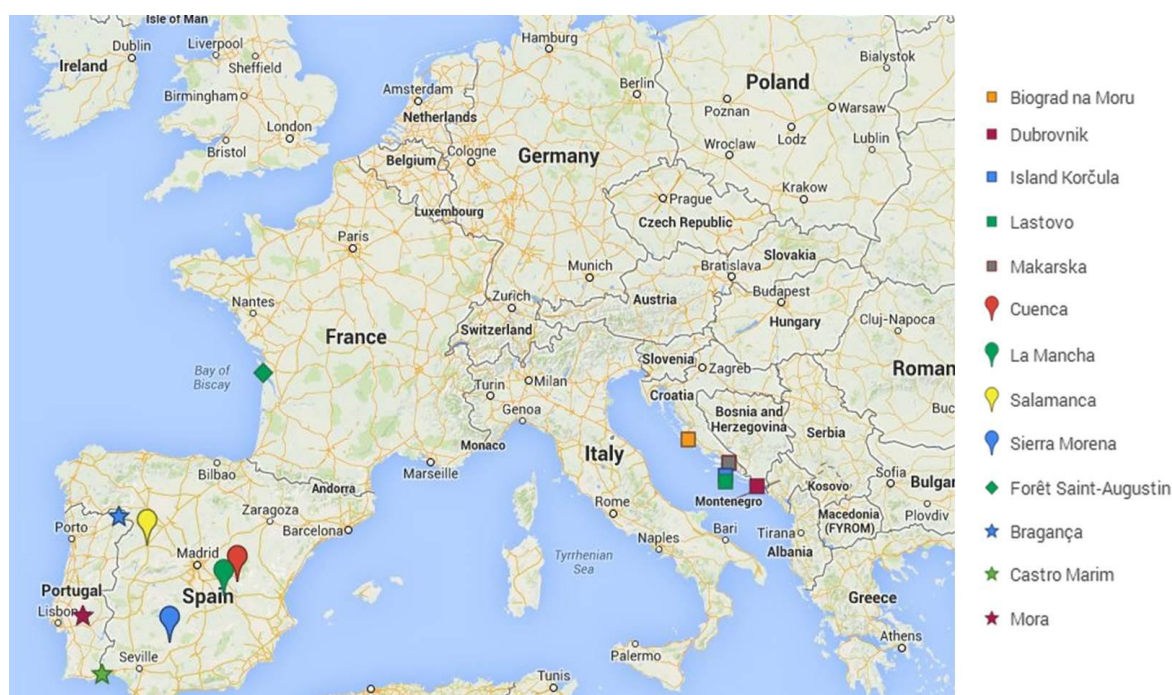 Isle of Man
Dublin
Liverpool
Ireland
Sheffield
Birmingham
London
Bristol
Hamburg
Amsterdam
Netherlands
Berlin
Poland
Bialystok
Poznan
Warsaw
Lodz
Lublin
Wroclaw
Belgium
Cologne
Germany
Luxembourg
Prague
Krakow
Czech Republic
Paris
Slovakia
Munich
Bratislava
Nantes
Zurich
Austria
Budapest
Hungary
Cluj-Napoca
France
Switzerland
Slovenia
Zagreb
Roman
Bay of
Biscay
Turin
Milan
Croatia
Genoa
Bosnia and
Herzegovina
Serbia
Buc
Monaco
Italy
Bilbao
Marseille
Andorra
Sofia
Kosovo
Bulgar
Montenegro
Rome
Macedonia
(FYROM)
Plovdiv
Porto
Zaragoza
Barcelona
Bari
Tirana
Madrid
Naples
Albania
Tyrrhenian
Sea
Portugal
Spain
Lisbon
Greece
Athens
Seville
Palermo
Tunis
Biograd na Moru
Dubrovnik
Island Korčula
Lastovo
Makarska
Cuenca
La Mancha
Salamanca
Sierra Morena
Forêt Saint-Augustin
Bragança
Castro Marim
Mora